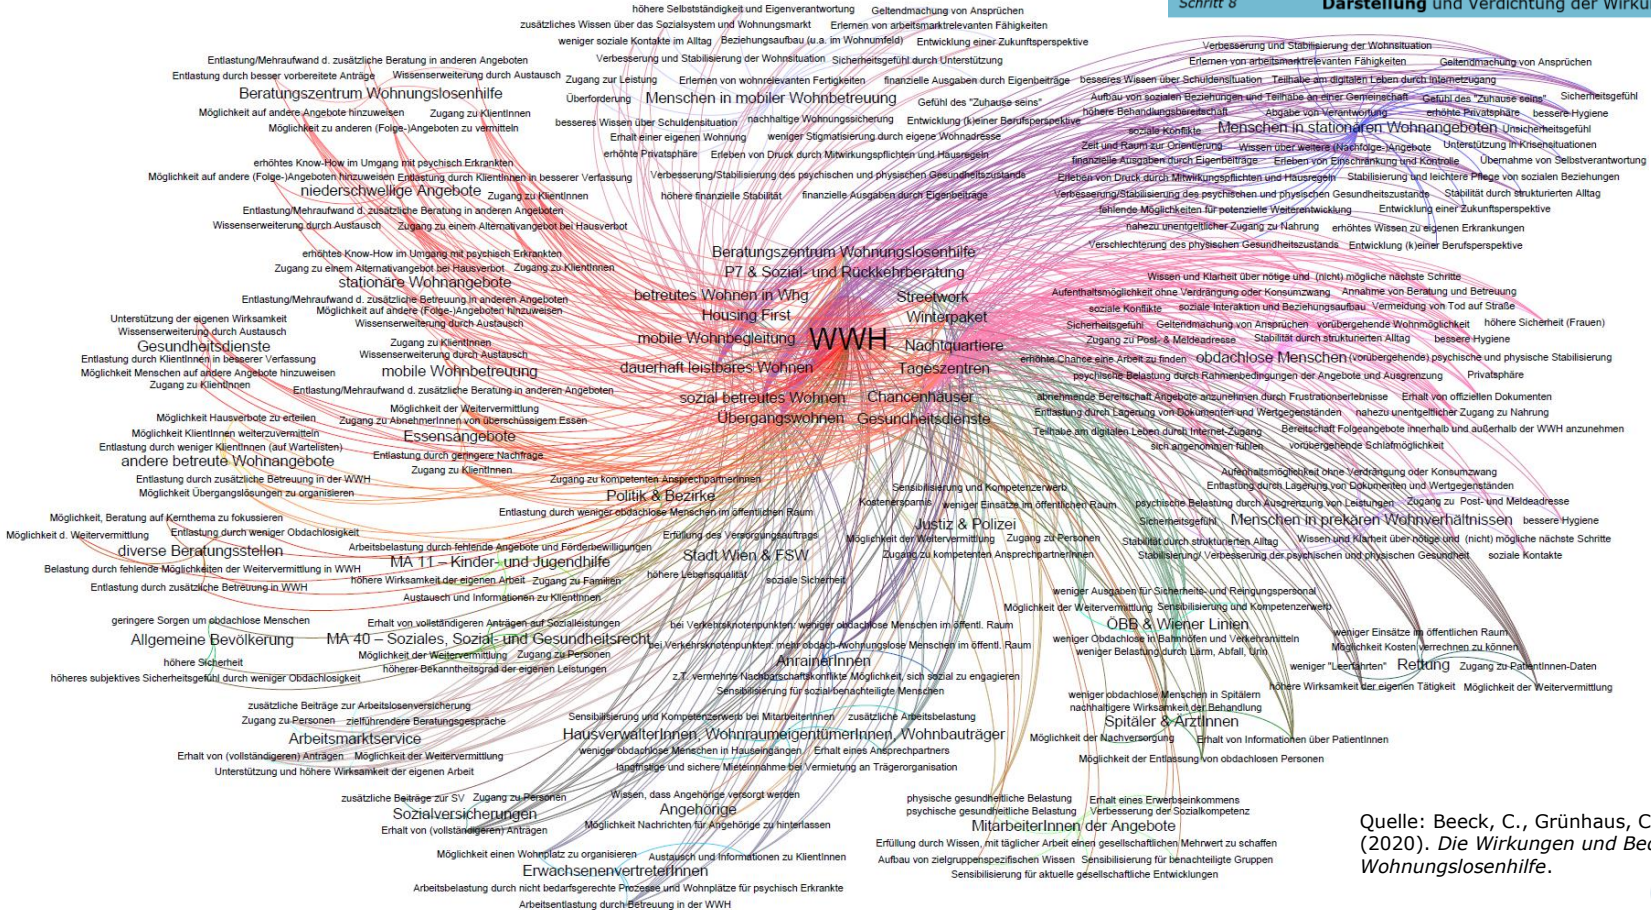 Schritt 8 Darstellung und Verdichtung der Wirku
höhere Selbstständigkeit und Eigenverantwortung Geltendmachung von Ansprüchen
zusätzliches Wissen über das Sozialsystem und Wohnungsmarkt Erlernen von arbeitsmarktrelevanten Fähigkeiten
weniger soziale Kontakte im Alltag Beziehungsaufbau (u.a. im Wohnumfeld) Entwicklung einer Zukunftsperspektive
Verbesserung und Stabilisierung der Wohnsituation Sicherheitsgefühl durch Unterstützung
Zugang zur Leistung Erlernen von wohnrelevanten Fertigkeiten finanzielle Ausgaben durch Eigenbeiträge
Überforderung Menschen in mobiler Wohnbetreuung Gefühl des "Zuhause seins"
besseres Wissen über Schuldensituation nachhaltige Wohnungssicherung Entwicklung (k)einer Berufsperspektive
Erhalt einer eigenen Wohnung weniger Stigmatisierung durch eigene Wohnadresse
erhöhte Privatsphäre Erleben von Druck durch Mitwirkungspflichten und Hausregeln
Verbesserung/Stabilisierung des psychischen und physischen Gesundheitszustands
höhere finanzielle Stabilität finanzielle Ausgaben durch Eigenbeiträge
Entlastung/Mehraufwand d. zusätzliche Beratung in anderen Angeboten
Entlastung durch besser vorbereitete Anträge Wissenserweiterung durch Austausch
Beratungszentrum Wohnungslosenhilfe
Möglichkeit auf andere Angebote hinzuweisen Zugang zu KlientInnen
Möglichkeit zu anderen (Folge-)Angeboten zu vermitteln
erhöhtes Know-How im Umgang mit psychisch Erkrankten
Möglichkeit auf andere (Folge-)Angeboten hinzuweisen Entlastung durch KlientInnen in besserer Verfassung
niederschwellige Angebote Zugang zu KlientInnen
Entlastung/Mehraufwand d. zusätzliche Beratung in anderen Angeboten
Wissenserweiterung durch Austausch Zugang zu einem Alternativangebot bei Hausverbot
erhöhtes Know-How im Umgang mit psychisch Erkrankten
Zugang zu einem Alternativangebot bei Hausverbot Zugang zu KlientInnen
stationäre Wohnangebote
Entlastung/Mehraufwand d. zusätzliche Betreuung in anderen Angeboten
Möglichkeit auf andere (Folge-)Angeboten hinzuweisen
Wissenserweiterung durch Austausch
Unterstützung der eigenen Wirksamkeit
Wissenserweiterung durch Austausch
Gesundheitsdienste
Entlastung durch KlientInnen in besserer Verfassung
Möglichkeit Menschen auf andere Angebote hinzuweisen
Zugang zu KlientInnen
Zugang zu KlientInnen
Wissenserweiterung durch Austausch
mobile Wohnbetreuung
Entlastung/Mehraufwand d. zusätzliche Beratung in anderen Angeboten
Möglichkeit der Weitervermittlung
Zugang zu AbnehmerInnen von überschüssigem Essen
Essensangebote
Entlastung durch geringere Nachfrage
Zugang zu KlientInnen
Möglichkeit Hausverbote zu erteilen
Möglichkeit KlientInnen weiterzuvermitteln
Entlastung durch weniger KlientInnen (auf Wartelisten)
andere betreute Wohnangebote
Entlastung durch zusätzliche Betreuung in der WWH
Möglichkeit Übergangslösungen zu organisieren
Beratungszentrum Wohnungslosenhilfe
P7 & Sozial- und Rückkehrberatung
betreutes Wohnen in Whg Streetwork
Housing First Winterpaket
mobile Wohnbegleitung WWH Nachtquartiere
dauerhaft leistbares Wohnen Tageszentren
sozial betreutes Wohnen Chancenhäuser
Übergangswohnen Gesundheitsdienste
Verbesserung und Stabilisierung der Wohnsituation
Erlernen von arbeitsmarktrelevanten Fähigkeiten Geltendmachung von Ansprüchen
besseres Wissen über Schuldensituation Teilhabe am digitalen Leben durch Internetzugang
Aufbau von sozialen Beziehungen und Teilhabe an einer Gemeinschaft Gefühl des "Zuhause seins" Sicherheitsgefühl
höhere Behandlungsbereitschaft Abgabe von Verantwortung erhöhte Privatsphäre bessere Hygiene
soziale Konflikte Menschen in stationären Wohnangeboten Unsicherheitsgefühl
Zeit und Raum zur Orientierung Wissen über weitere (Nachfolge-)Angebote Unterstützung in Krisensituationen
finanzielle Ausgaben durch Eigenbeiträge Erleben von Einschränkung und Kontrolle Übernahme von Selbstverantwortung
Erleben von Druck durch Mitwirkungspflichten und Hausregeln Stabilisierung und leichtere Pflege von sozialen Beziehungen
Verbesserung/Stabilisierung des psychischen und physischen Gesundheitszustands Stabilität durch strukturierten Alltag
fehlende Möglichkeiten für potenzielle Weiterentwicklung Entwicklung einer Zukunftsperspektive
nahezu unentgeltlicher Zugang zu Nahrung erhöhtes Wissen zu eigenen Erkrankungen
Verschlechterung des physischen Gesundheitszustands Entwicklung (k)einer Berufsperspektive
Wissen und Klarheit über nötige und (nicht) mögliche nächste Schritte
Aufenthaltsmöglichkeit ohne Verdrängung oder Konsumzwang Annahme von Beratung und Betreuung
soziale Konflikte soziale Interaktion und Beziehungsaufbau Vermeidung von Tod auf Straße
Sicherheitsgefühl Geltendmachung von Ansprüchen vorübergehende Wohnmöglichkeit höhere Sicherheit (Frauen)
Zugang zu Post- & Meldeadresse Stabilität durch strukturierten Alltag bessere Hygiene
erhöhte Chance eine Arbeit zu finden obdachlose Menschen (vorübergehende) psychische und physische Stabilisierung
psychische Belastung durch Rahmenbedingungen der Angebote und Ausgrenzung Privatsphäre
abnehmende Bereitschaft Angebote anzunehmen durch Frustrationserlebnisse Erhalt von offiziellen Dokumenten
Entlastung durch Lagerung von Dokumenten und Wertgegenständen nahezu unentgeltlicher Zugang zu Nahrung
Teilhabe am digitalen Leben durch Internet-Zugang Bereitschaft Folgeangebote innerhalb und außerhalb der WWH anzunehmen
sich angenommen fühlen vorübergehende Schlafmöglichkeit
Aufenhaltsmöglichkeit ohne Verdrängung oder Konsumzwang
Entlastung durch Lagerung von Dokumenten und Wertgegenständen
psychische Belastung durch Ausgrenzung von Leistungen Zugang zu Post- und Meldeadresse
Sicherheitsgefühl Menschen in prekären Wohnverhältnissen bessere Hygiene
Stabilität durch strukturierten Alltag Wissen und Klarheit über nötige und (nicht) mögliche nächste Schritte
Stabilisierung/ Verbesserung der psychischen und physischen Gesundheit soziale Kontakte
Zugang zu kompetenten AnsprechpartnerInnen
Politik & Bezirke
Entlastung durch weniger obdachlose Menschen im öffentlichen Raum
Sensibilisierung und Kompetenzerwerb
Kostenersparnis weniger Einsätze im öffentlichen Raum
Justiz & Polizei
Möglichkeit der Weitervermittlung Zugang zu Personen
Zugang zu kompetenten AnsprechpartnerInnen
Erfüllung des Versorgungsauftrags
Stadt Wien & FSW
höhere Lebensqualität soziale Sicherheit
Möglichkeit, Beratung auf Kernthema zu fokussieren
Möglichkeit d. Weitervermittlung Entlastung durch weniger Obdachlosigkeit
diverse Beratungsstellen
Belastung durch fehlende Möglichkeiten der Weitervermittlung in WWH
Entlastung durch zusätzliche Betreuung in WWH
Arbeitsbelastung durch fehlende Angebote und Förderbewilligungen
MA 11 – Kinder- und Jugendhilfe
höhere Wirksamkeit der eigenen Arbeit Zugang zu Familien
Austausch und Informationen zu KlientInnen
geringere Sorgen um obdachlose Menschen
Allgemeine Bevölkerung
höhere Sicherheit
höheres subjektives Sicherheitsgefühl durch weniger Obdachlosigkeit
Erhalt von vollständigeren Anträgen auf Sozialleistungen
MA 40 – Soziales, Sozial- und Gesundheitsrecht
Möglichkeit der Weitervermittlung Zugang zu Personen
höherer Bekanntheitsgrad der eigenen Leistungen
bei Verkehrsknotenpunkten: weniger obdachlose Menschen im öffentl. Raum
bei Verkehrsknotenpunkten: mehr obdach-/wohnungslose Menschen im öffentl. Raum
AnrainerInnen
z.T. vermehrte Nachbarschaftskonflikte Möglichkeit, sich sozial zu engagieren
Sensibilisierung für sozial benachteiligte Menschen
weniger Ausgaben für Sicherheits- und Reinigungspersonal
Möglichkeit der Weitervermittlung Sensibilisierung und Kompetenzerwerb
ÖBB & Wiener Linien
weniger Obdachlose in Bahnhöfen und Verkehrsmitteln
weniger Belastung durch Lärm, Abfall, Urin
weniger Einsätze im öffentlichen Raum
Möglichkeit Kosten verrechnen zu können
weniger "Leerfahrten" Rettung Zugang zu PatientInnen-Daten
höhere Wirksamkeit der eigenen Tätigkeit Möglichkeit der Weitervermittlung
weniger obdachlose Menschen in Spitälern
nachhaltigere Wirksamkeit der Behandlung
Spitäler & ÄrztInnen
Möglichkeit der Nachversorgung Erhalt von Informationen über PatientInnen
Möglichkeit der Entlassung von obdachlosen Personen
zusätzliche Beiträge zur Arbeitslosenversicherung
Zugang zu Personen zielführendere Beratungsgespräche
Arbeitsmarktservice
Erhalt von (vollständigeren) Anträgen Möglichkeit der Weitervermittlung
Unterstützung und höhere Wirksamkeit der eigenen Arbeit
Sensibilisierung und Kompetenzerwerb bei MitarbeiterInnen zusätzliche Arbeitsbelastung
HausverwalterInnen, WohnraumeigentümerInnen, Wohnbauträger
weniger obdachlose Menschen in Hauseingängen Erhalt eines Ansprechpartners
langfristige und sichere Mieteinnahme bei Vermietung an Trägerorganisation
zusätzliche Beiträge zur SV Zugang zu Personen
Sozialversicherungen
Erhalt von (vollständigeren) Anträgen
Wissen, dass Angehörige versorgt werden
Angehörige
Möglichkeit Nachrichten für Angehörige zu hinterlassen
physische gesundheitliche Belastung Erhalt eines Erwerbseinkommens
psychische gesundheitliche Belastung Verbesserung der Sozialkompetenz
MitarbeiterInnen der Angebote
Erfüllung durch Wissen, mit täglicher Arbeit einen gesellschaftlichen Mehrwert zu schaffen
Aufbau von zielgruppenspezifischen Wissen Sensibilisierung für benachteiligte Gruppen
Sensibilisierung für aktuelle gesellschaftliche Entwicklungen
Möglichkeit einen Wohnplatz zu organisieren Austausch und Informationen zu KlientInnen
ErwachsenenvertreterInnen
Arbeitsbelastung durch nicht bedarfsgerechte Prozesse und Wohnplätze für psychisch Erkrankte
Arbeitsentlastung durch Betreuung in der WWH
Quelle: Beeck, C., Grünhaus, C
(2020). Die Wirkungen und Bed
Wohnungslosenhilfe.